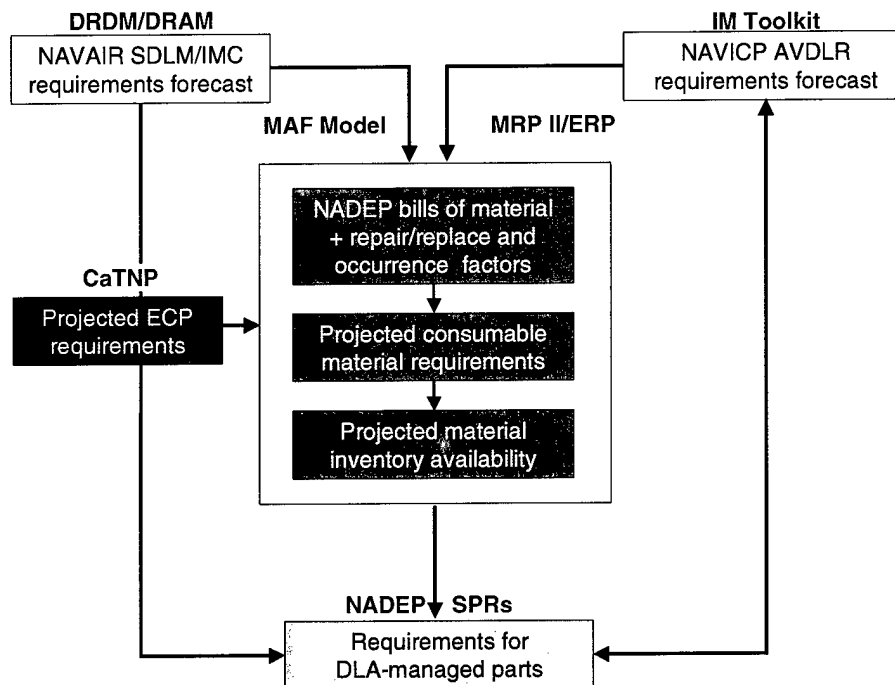 DRDM/DRAM
NAVAIR SDLM/IMC
requirements forecast
IM Toolkit
NAVICP AVDLR
requirements forecast
MAF Model
MRP II/ERP
NADEP bills of material
+ repair/replace and
occurrence factors
CaTNP
Projected ECP
requirements
Projected consumable
material requirements
Projected material
inventory availability
NADEP SPRs
Requirements for
DLA-managed parts